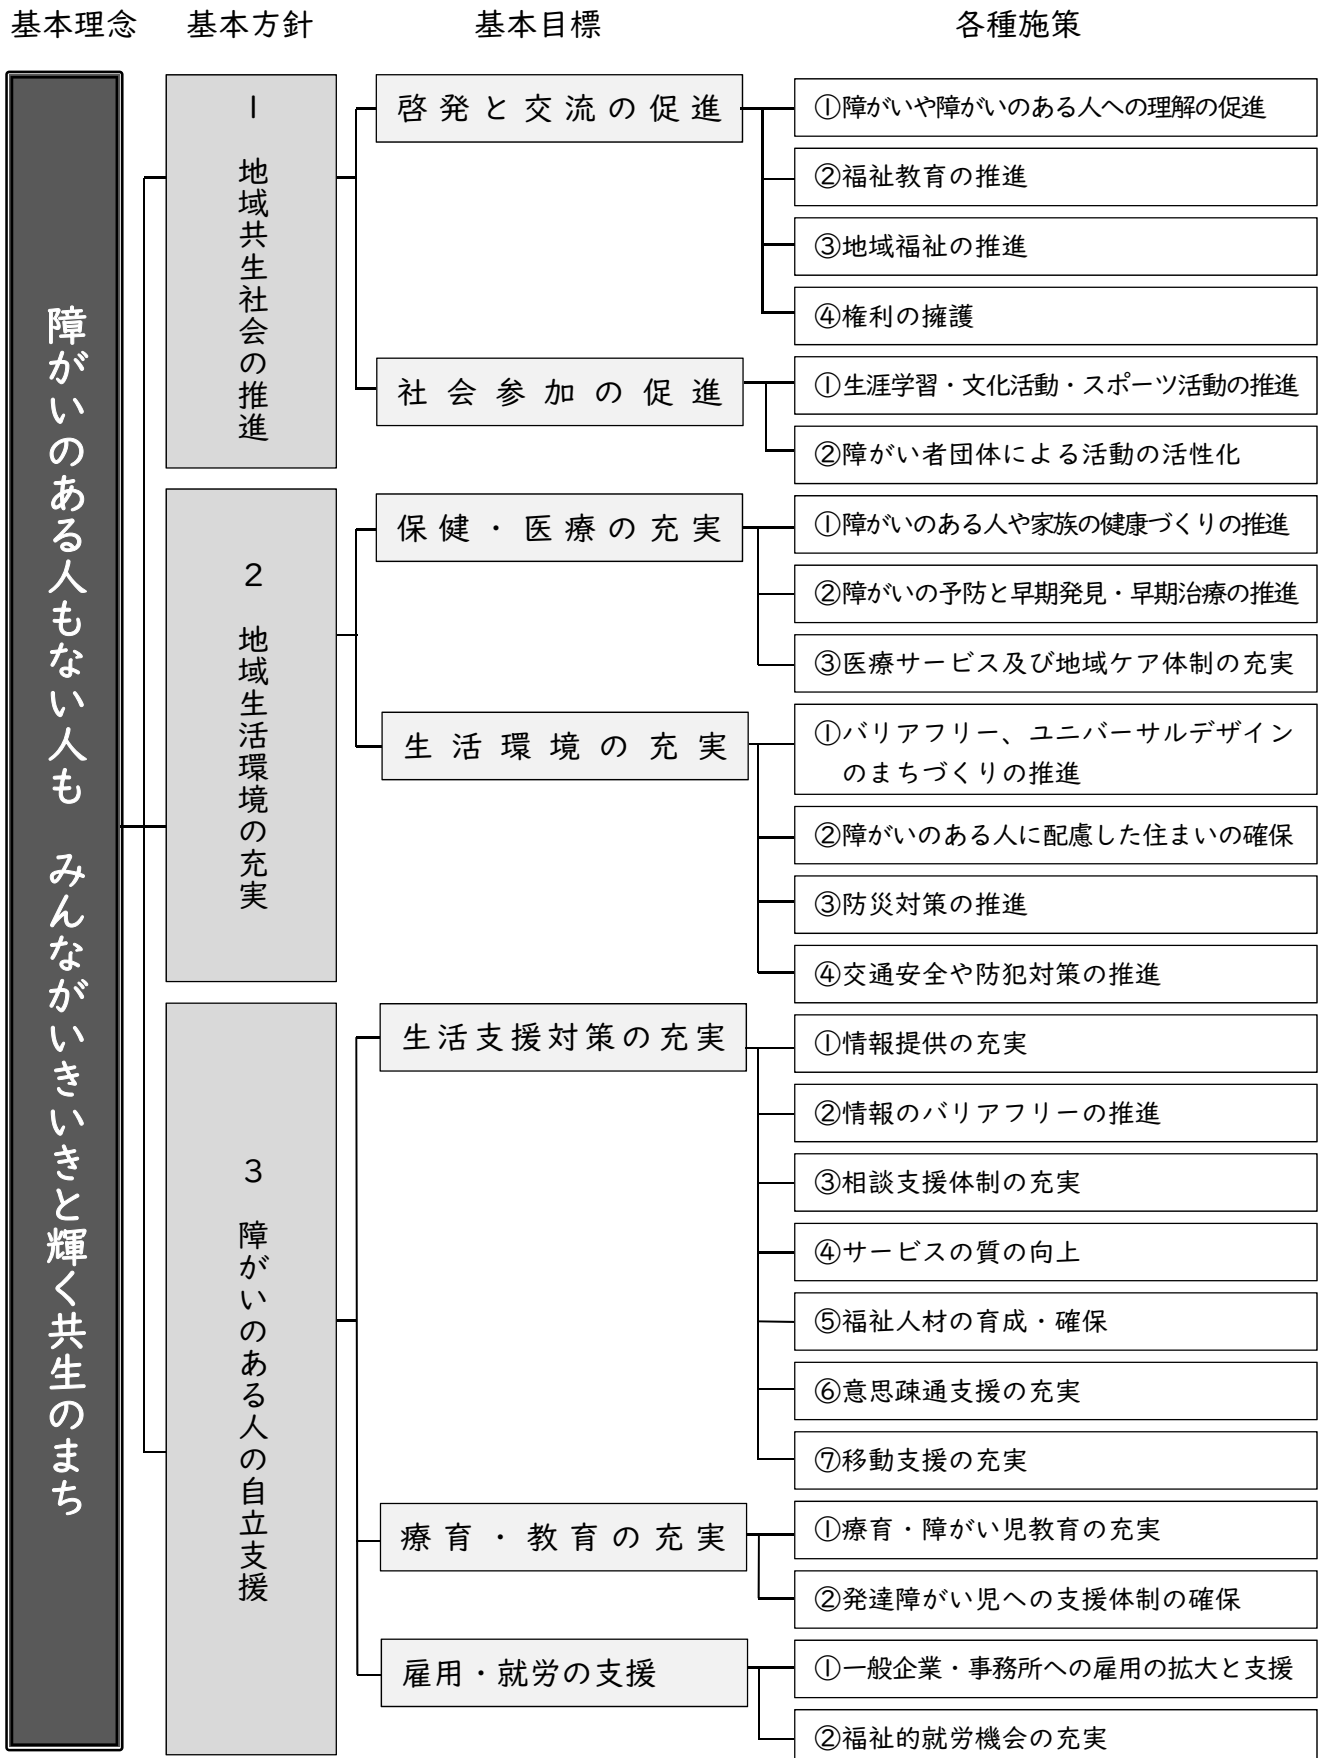 基本理念 基本方針 基本目標 各種施策
障がいのある人もない人も みんながいきいきと輝く共生のまち
1 地域共生社会の推進
啓発と交流の促進
①障がいや障がいのある人への理解の促進
②福祉教育の推進
③地域福祉の推進
④権利の擁護
社会参加の促進
①生涯学習・文化活動・スポーツ活動の推進
②障がい者団体による活動の活性化
2 地域生活環境の充実
保健・医療の充実
①障がいのある人や家族の健康づくりの推進
②障がいの予防と早期発見・早期治療の推進
③医療サービス及び地域ケア体制の充実
生活環境の充実
①バリアフリー、ユニバーサルデザイン
のまちづくりの推進
②障がいのある人に配慮した住まいの確保
③防災対策の推進
④交通安全や防犯対策の推進
3 障がいのある人の自立支援
生活支援対策の充実
①情報提供の充実
②情報のバリアフリーの推進
③相談支援体制の充実
④サービスの質の向上
⑤福祉人材の育成・確保
⑥意思疎通支援の充実
⑦移動支援の充実
療育・教育の充実
①療育・障がい児教育の充実
②発達障がい児への支援体制の確保
雇用・就労の支援
①一般企業・事務所への雇用の拡大と支援
②福祉的就労機会の充実